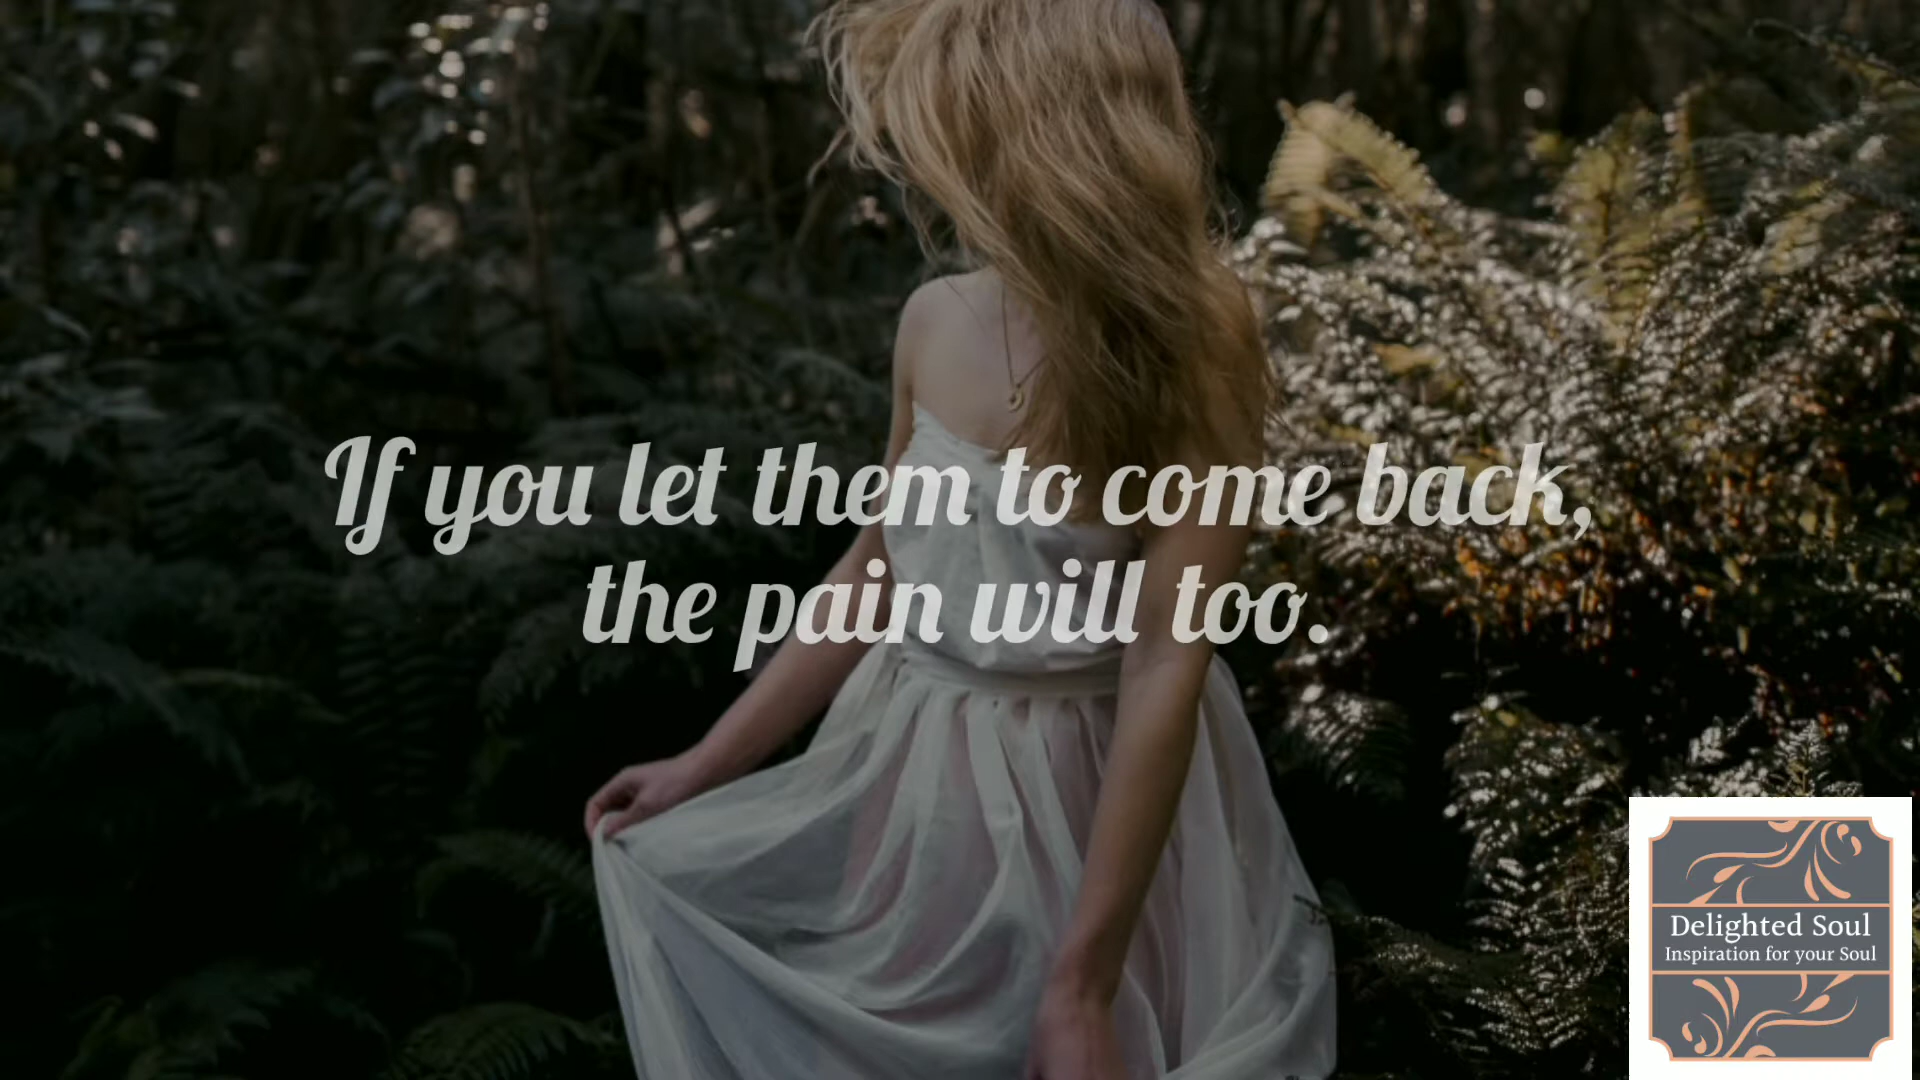 If you let them to come back,
the pain will too.
Delighted Soul
Inspiration for your Soul